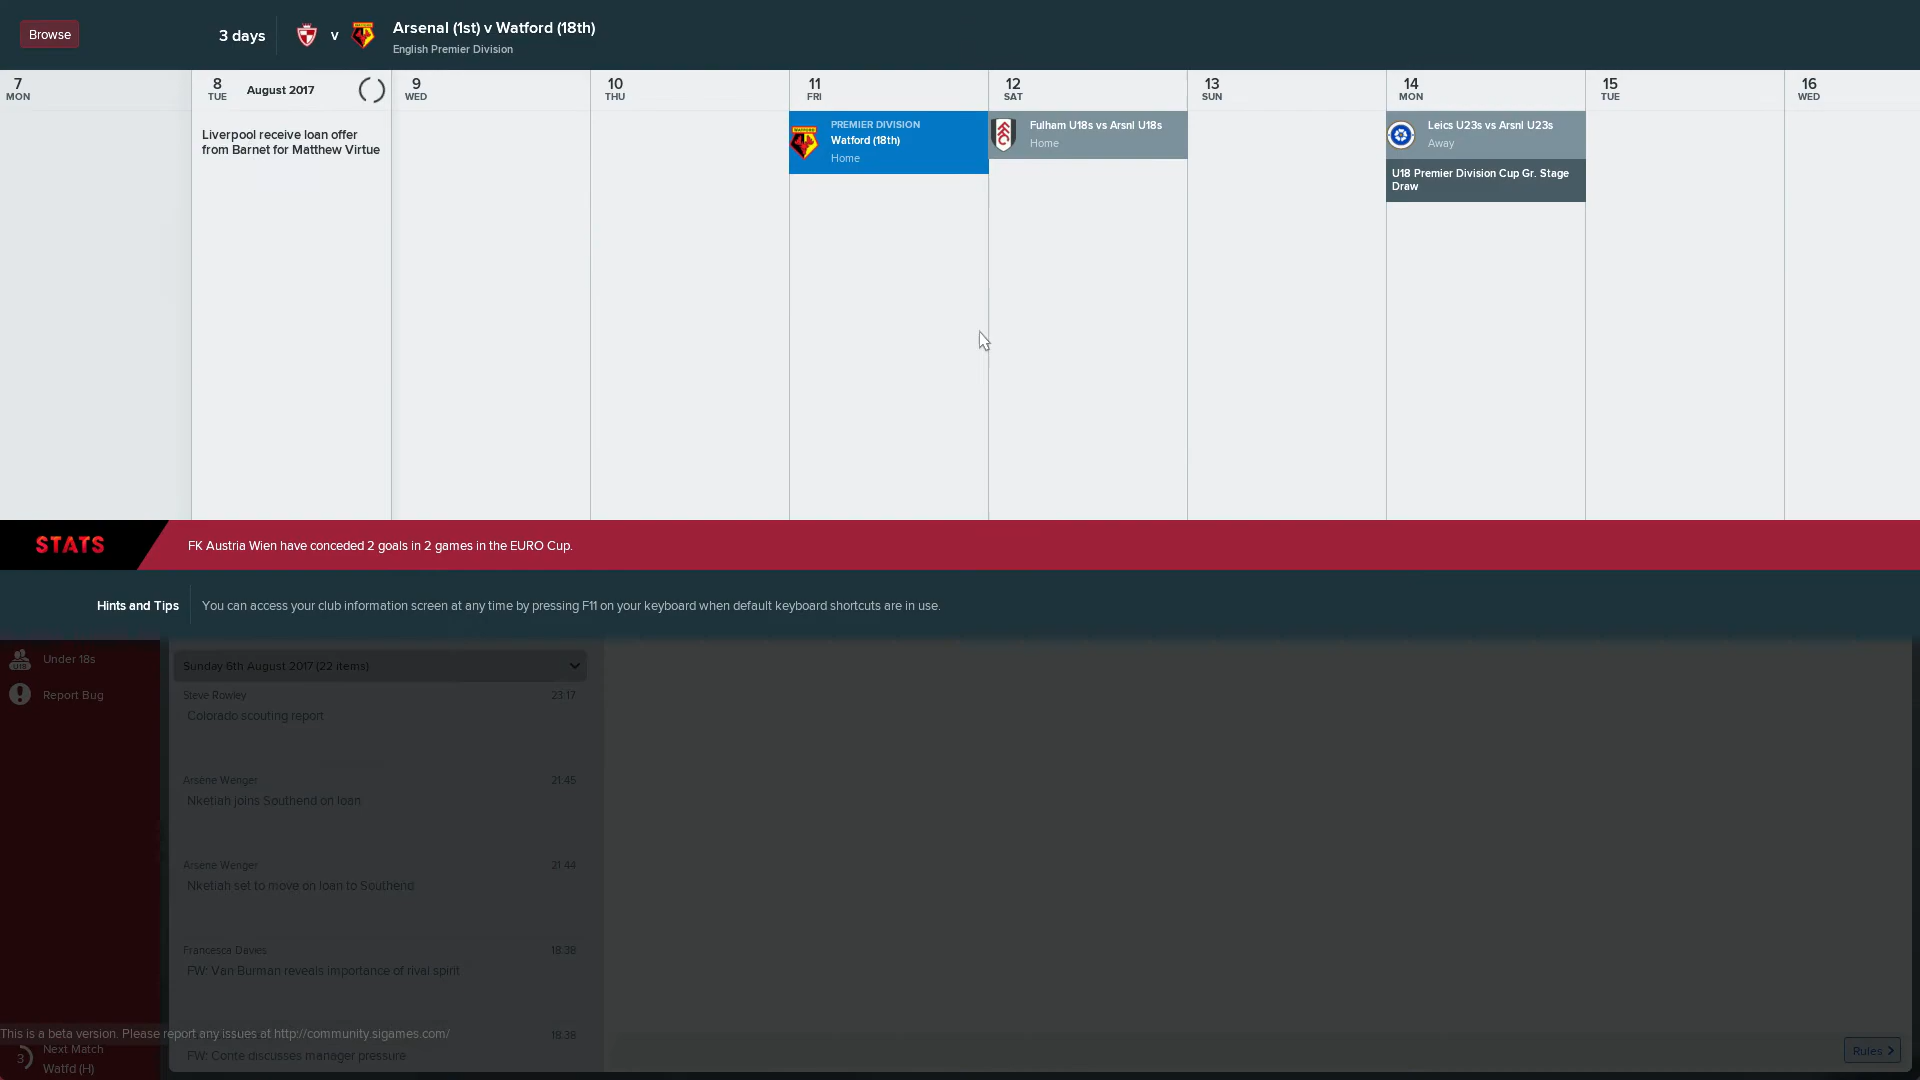 Browse
3 days
v
Arsenal (1st) v Watford (18th)
English Premier Division
7
MON
8
TUE
August 2017
9
WED
10
THU
11
FRI
12
SAT
13
SUN
14
MON
15
TUE
16
WED
Liverpool receive loan offer
from Barnet for Matthew Virtue
PREMIER DIVISION
Watford (18th)
Home
Fulham U18s vs Arsnl U18s
Home
Leics U23s vs Arsnl U23s
Away
U18 Premier Division Cup Gr. Stage
Draw
STATS
FK Austria Wien have conceded 2 goals in 2 games in the EURO Cup.
Hints and Tips
You can access your club information screen at any time by pressing F11 on your keyboard when default keyboard shortcuts are in use.
Under 18s
Report Bug
Sunday 6th August 2017 (22 items)
Steve Rowley 23:17
Colorado scouting report
Arsène Wenger 21:45
Nketiah joins Southend on loan
Arsène Wenger 21:44
Nketiah set to move on loan to Southend
Francesca Davies 18:38
FW: Van Burman reveals importance of rival spirit
This is a beta version. Please report any issues at http://community.sigames.com/
18:38
FW: Conte discusses manager pressure
3
Next Match
Watfd (H)
Rules